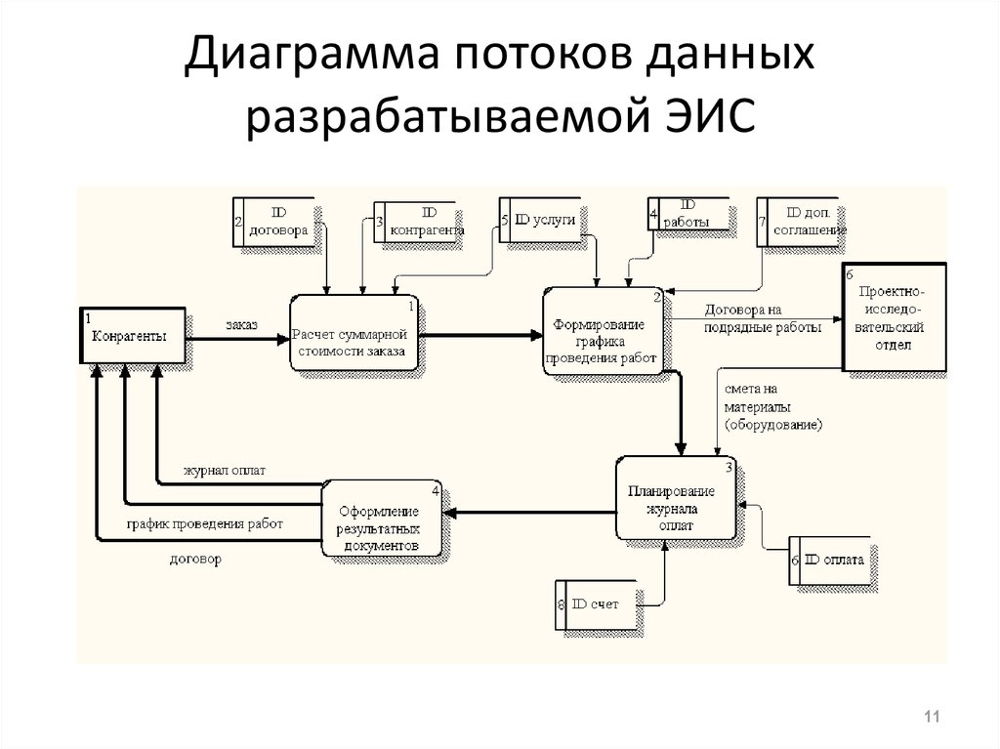 Диаграмма потоков данных
разрабатываемой ЭИС
2
ID
договора
3
ID
контрагента
5 ID услуги
4
ID
работы
7
ID доп.
соглашение
1
Конрагенты
заказ
1
Расчет суммарной
стоимости заказа
2
Формирование
графика
проведения работ
Договора на
подрядные работы
6
Проектно-
исследо-
вательский
отдел
смета на
материалы
(оборудование)
журнал оплат
график проведения работ
договор
4
Оформление
результатных
документов
3
Планирование
журнала
оплат
6 ID оплата
8 ID счет
11